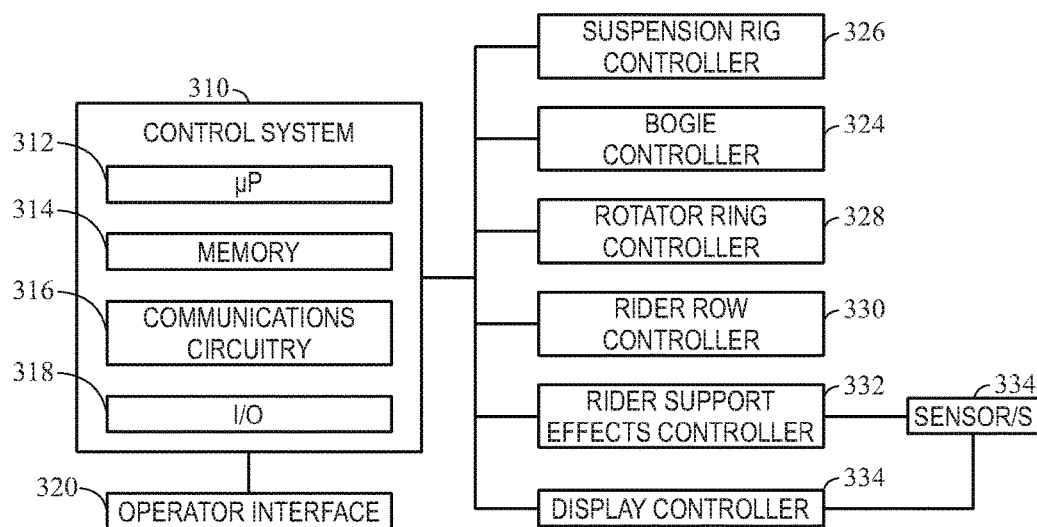 310
CONTROL SYSTEM
312
µP
314
MEMORY
316
COMMUNICATIONS
CIRCUITRY
318
I/O
320
OPERATOR INTERFACE
SUSPENSION RIG
CONTROLLER
326
BOGIE
CONTROLLER
324
ROTATOR RING
CONTROLLER
328
RIDER ROW
CONTROLLER
330
RIDER SUPPORT
EFFECTS CONTROLLER
332
334
SENSOR/S
DISPLAY CONTROLLER
334